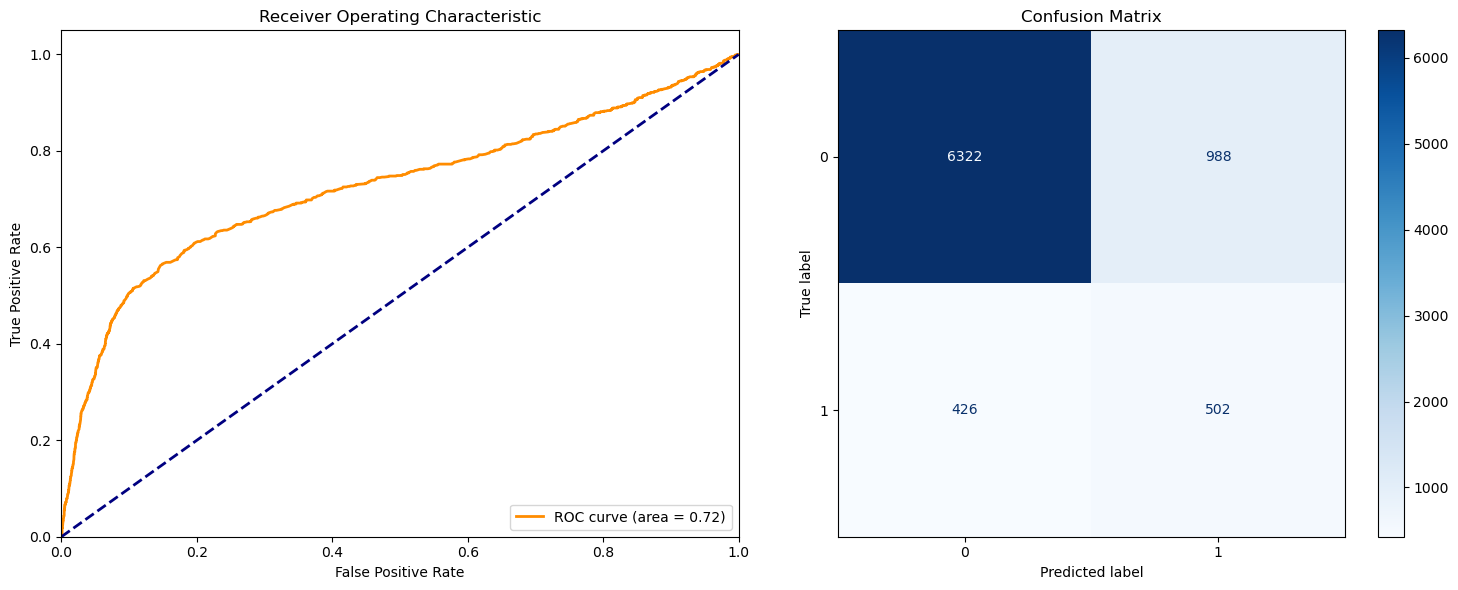 Receiver Operating Characteristic
True Positive Rate
1.0
0.8
0.6
0.4
0.2
0.0
0.0 0.2 0.4 0.6 0.8 1.0
False Positive Rate
ROC curve (area = 0.72)
Confusion Matrix
True label
0
1
6322 988
426 502
0 1
Predicted label
6000
5000
4000
3000
2000
1000